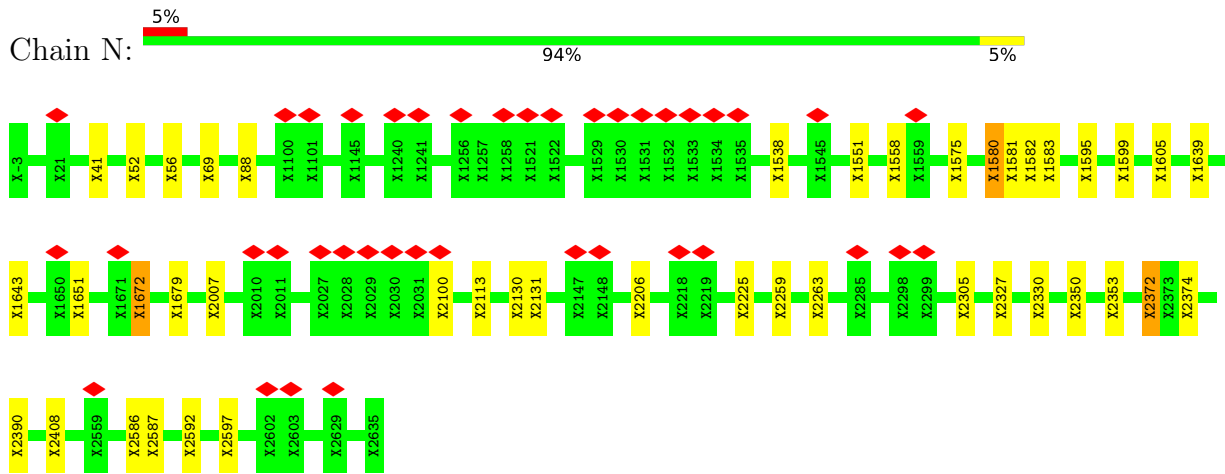 5%
Chain N:
94%
5%
X-3 X21 X41 X52 X56 X69 X88 X1100 X1101 X1145 X1240 X1241 X1256 X1257 X1258 X1521 X1522 X1529 X1530 X1531 X1532 X1533 X1534 X1535 X1538 X1545 X1551 X1558 X1559 X1575 X1580 X1581 X1582 X1583 X1595 X1599 X1605 X1639
X1643 X1650 X1651 X1671 X1672 X1679 X2007 X2010 X2011 X2027 X2028 X2029 X2030 X2031 X2100 X2113 X2130 X2131 X2147 X2148 X2206 X2218 X2219 X2225 X2259 X2263 X2285 X2298 X2299 X2305 X2327 X2330 X2350 X2353 X2372 X2373 X2374
X2390 X2408 X2559 X2586 X2587 X2592 X2597 X2602 X2603 X2629 X2635